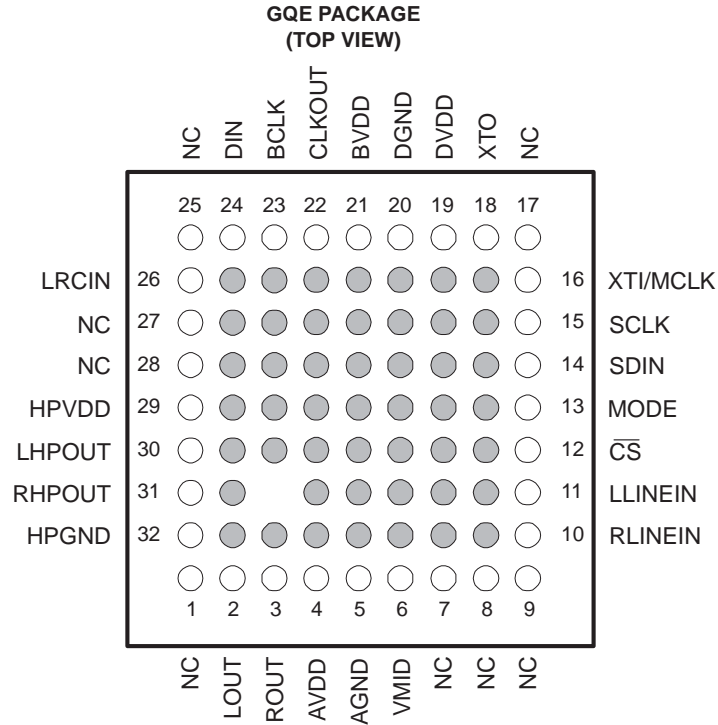 GQE PACKAGE
(TOP VIEW)
NC DIN BCLK CLKOUT BVDD DGND DVDD XTO NC
25 24 23 22 21 20 19 18 17
LRCIN 26 16 XTI/MCLK
NC 27 15 SCLK
NC 28 14 SDIN
HPVDD 29 13 MODE
LHPOUT 30 12 C̅S̅
RHPOUT 31 11 LLINEIN
HPGND 32 10 RLINEIN
1 2 3 4 5 6 7 8 9
NC LOUT ROUT AVDD AGND VMID NC NC NC